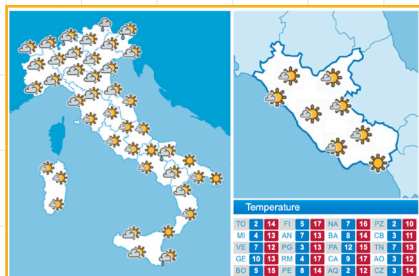 Temperature
TO 2 14 FI 5 17 NA 7 16 PZ 2 10
MI 4 13 AN 7 13 BA 8 14 CB 3 11
VE 7 12 PG 3 13 PA 12 15 TN 7 13
GE 10 13 RM 4 17 CA 9 17 AO 3 12
BO 5 15 PE 8 14 AQ 2 12 CZ 3 12